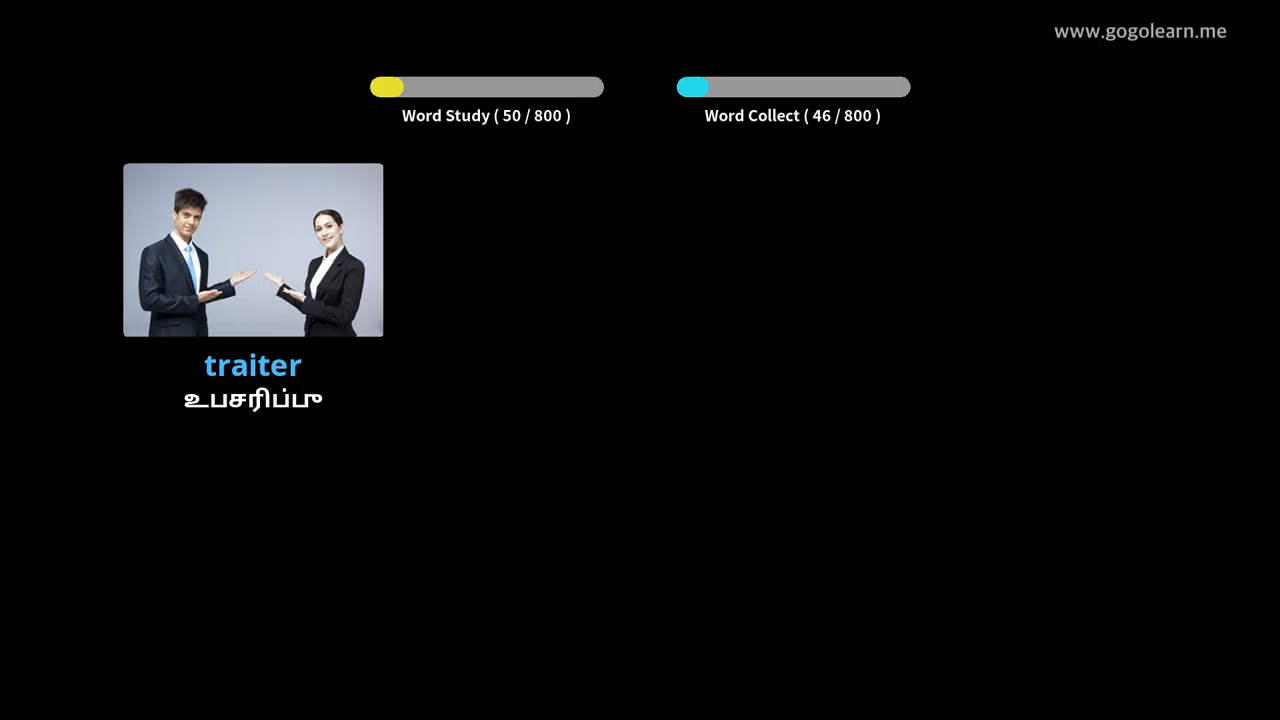 www.gogolearn.me
Word Study ( 50 / 800 )
Word Collect ( 46 / 800 )
traiter
உபசரிப்பு